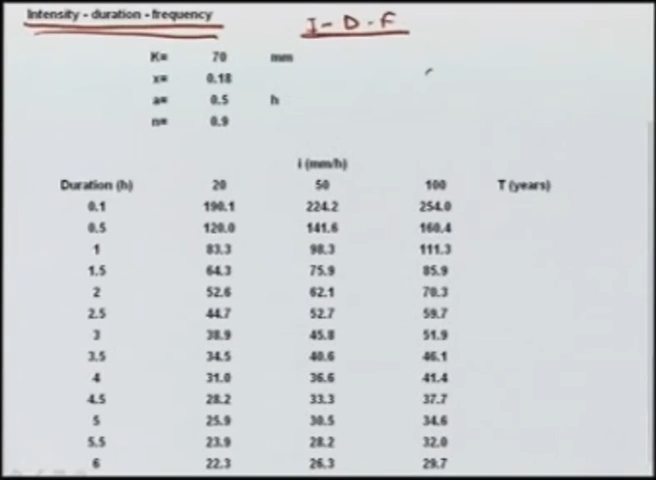 Intensity - duration - frequency
I - D - F
K= 70 mm
x= 0.18
a= 0.5 h
n= 0.9
i (mm/h)
Duration (h) 20 50 100 T (years)
0.1 190.1 224.2 254.0
0.5 120.0 141.6 160.4
1 83.3 98.3 111.3
1.5 64.3 75.9 85.9
2 52.6 62.1 70.3
2.5 44.7 52.7 59.7
3 38.9 45.8 51.9
3.5 34.5 40.6 46.1
4 31.0 36.6 41.4
4.5 28.2 33.3 37.7
5 25.9 30.5 34.6
5.5 23.9 28.2 32.0
6 22.3 26.3 29.7